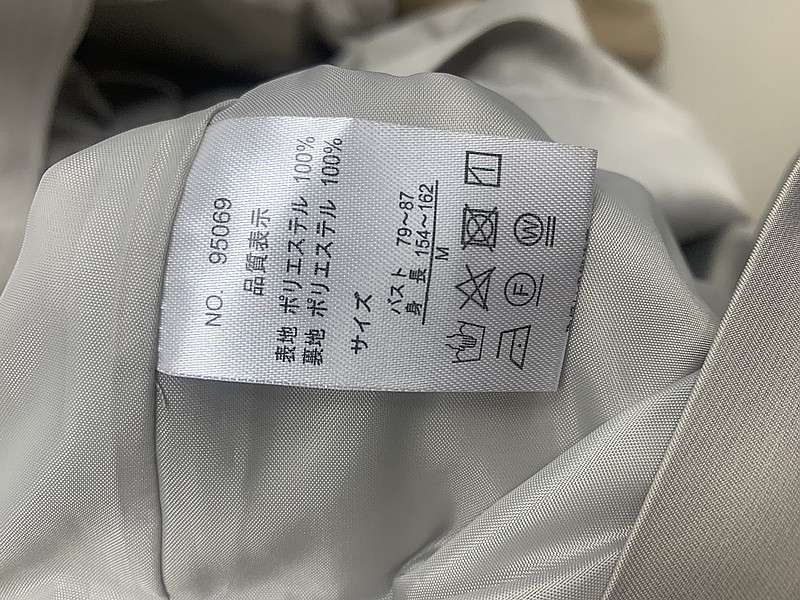 NO. 95069
品質表示
表地 ポリエステル 100%
裏地 ポリエステル 100%
サイズ
バスト 79～87
身 長 154～162
M
W
F